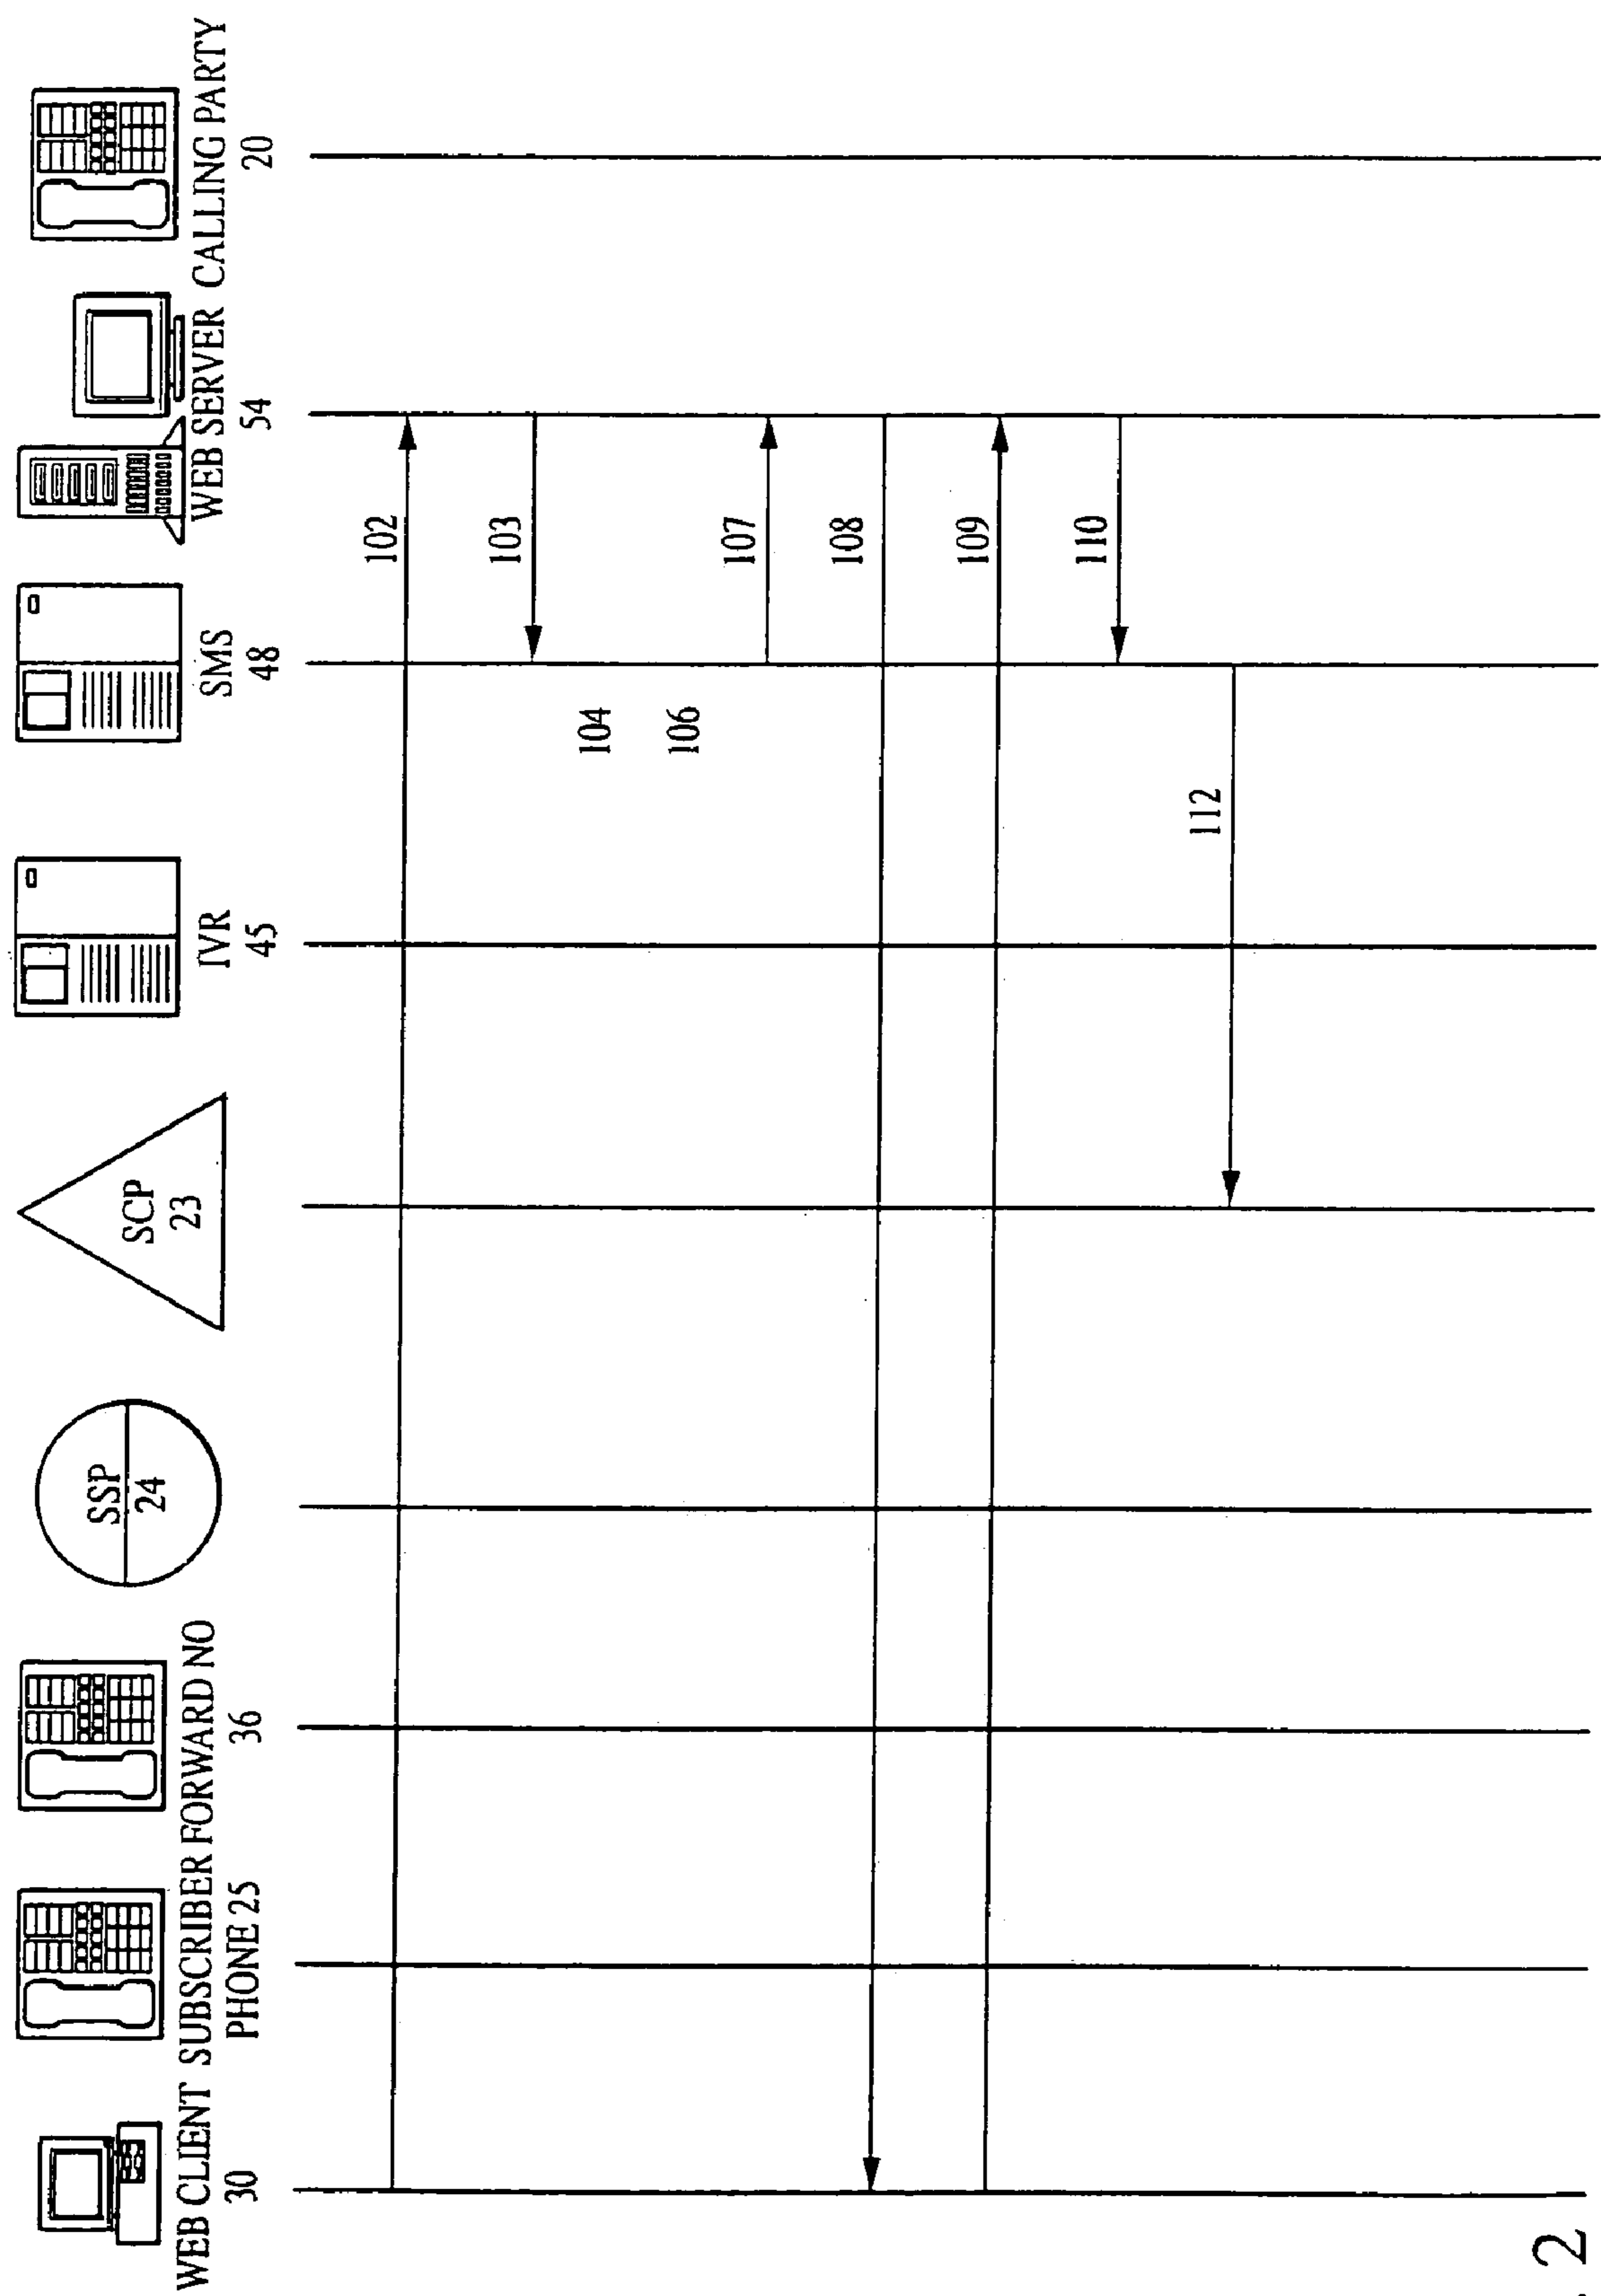 WEB CLIENT
30
SUBSCRIBER
PHONE 25
FORWARD NO
36
SSP
24
SCP
23
IVR
45
SMS
48
WEB SERVER
54
CALLING PARTY
20
102
103
104
106
107
108
109
110
112
2